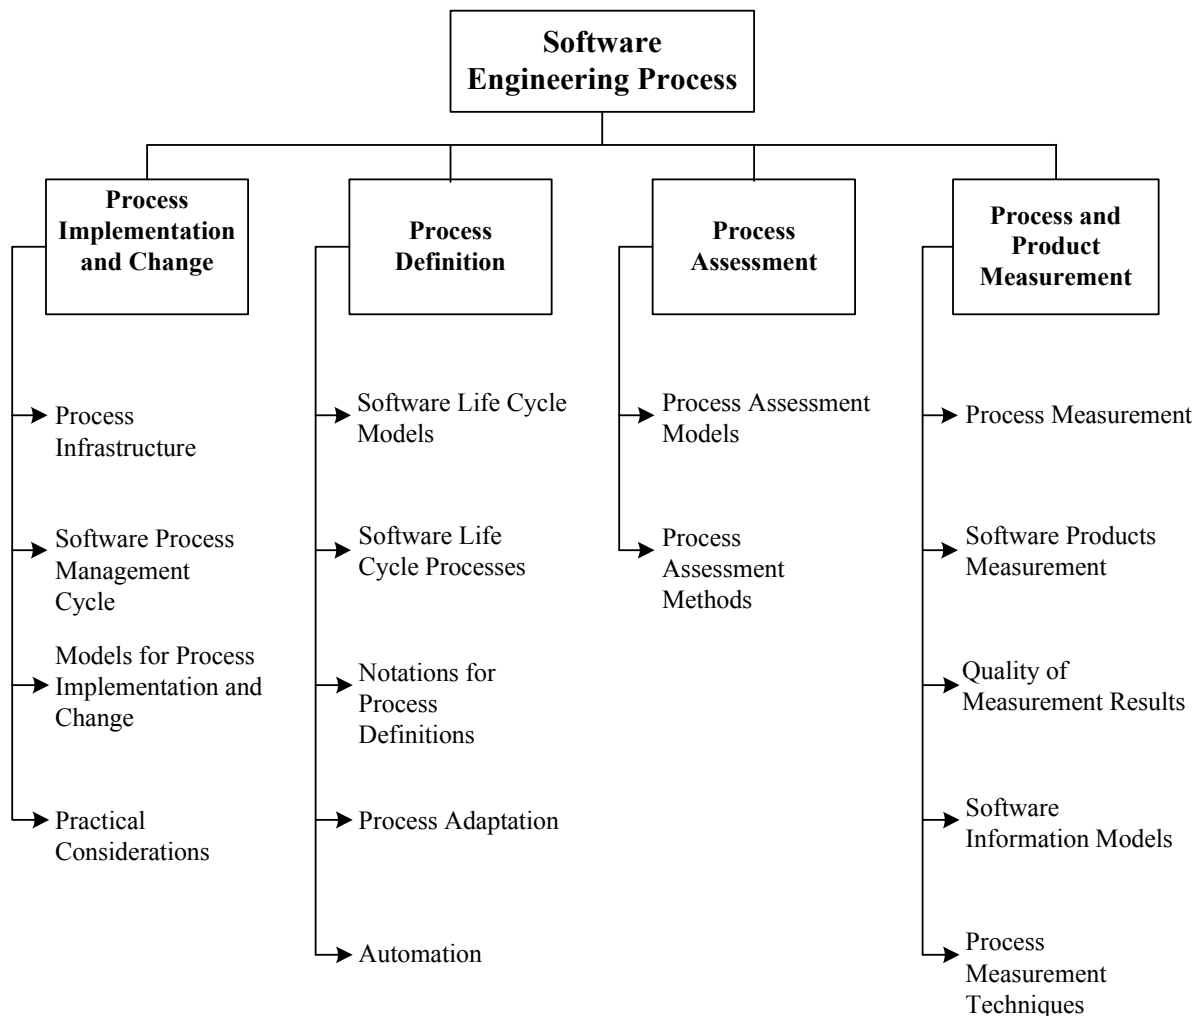 Software
Engineering Process
Process
Implementation
and Change
Process
Infrastructure
Software Process
Management
Cycle
Models for Process
Implementation and
Change
Practical
Considerations
Process
Definition
Software Life Cycle
Models
Software Life
Cycle Processes
Notations for
Process
Definitions
Process Adaptation
Automation
Process
Assessment
Process Assessment
Models
Process
Assessment
Methods
Process and
Product
Measurement
Process Measurement
Software Products
Measurement
Quality of
Measurement Results
Software
Information Models
Process
Measurement
Techniques